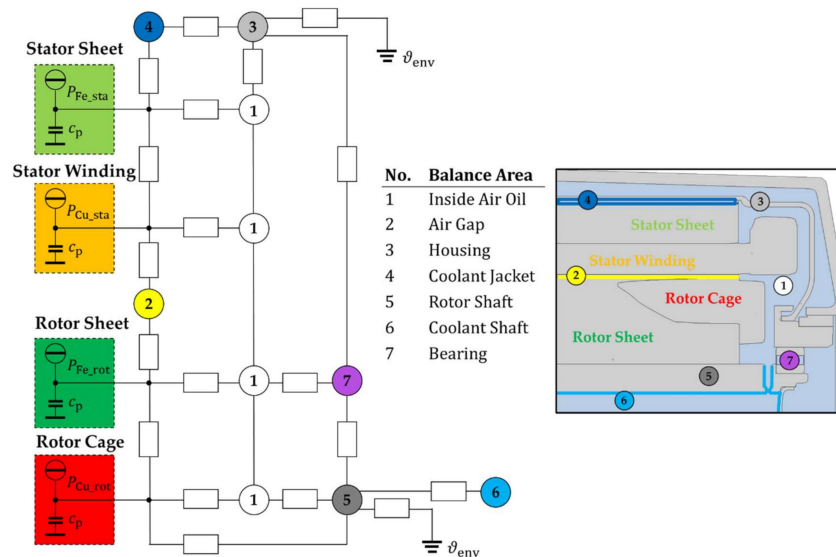 4
3
ϑenv
Stator Sheet
PFe_sta
cp
1
Stator Winding
PCu_sta
cp
1
2
Rotor Sheet
PFe_rot
cp
1
7
Rotor Cage
PCu_rot
cp
1
5
6
ϑenv
No. Balance Area
1 Inside Air Oil
2 Air Gap
3 Housing
4 Coolant Jacket
5 Rotor Shaft
6 Coolant Shaft
7 Bearing
4
3
Stator Sheet
Stator Winding
2
1
Rotor Cage
Rotor Sheet
7
5
6